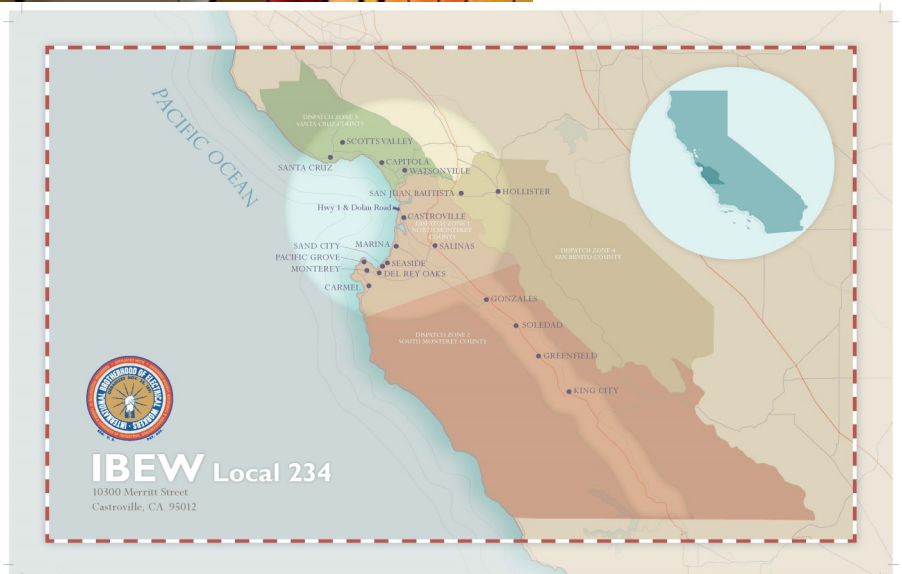 PACIFIC OCEAN
DISPATCH ZONE 3
SANTA CRUZ COUNTY
SCOTTS VALLEY
SANTA CRUZ
CAPITOLA
WATSONVILLE
SAN JUAN BAUTISTA
HOLLISTER
Hwy 1 & Dolan Road
CASTROVILLE
DISPATCH ZONE 1
NORTH MONTEREY
COUNTY
SAND CITY
MARINA
SALINAS
DISPATCH ZONE 4
SAN BENITO COUNTY
PACIFIC GROVE
SEASIDE
MONTEREY
DEL REY OAKS
CARMEL
GONZALES
SOLEDAD
DISPATCH ZONE 2
SOUTH MONTEREY COUNTY
GREENFIELD
KING CITY
INTERNATIONAL BROTHERHOOD OF ELECTRICAL WORKERS
IBEW Local 234
10300 Merritt Street
Castroville, CA 95012